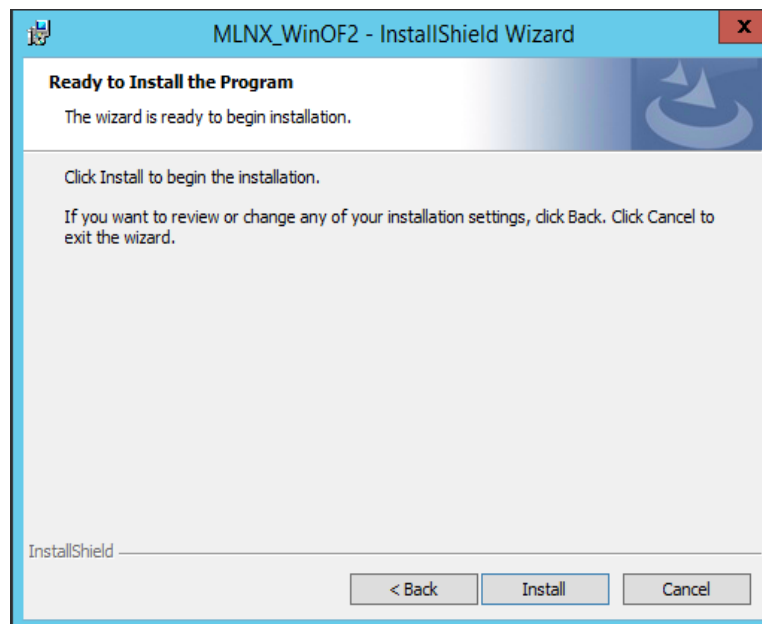 MLNX_WinOF2 - InstallShield Wizard
x
Ready to Install the Program
The wizard is ready to begin installation.
Click Install to begin the installation.
If you want to review or change any of your installation settings, click Back. Click Cancel to
exit the wizard.
InstallShield
< Back
Install
Cancel